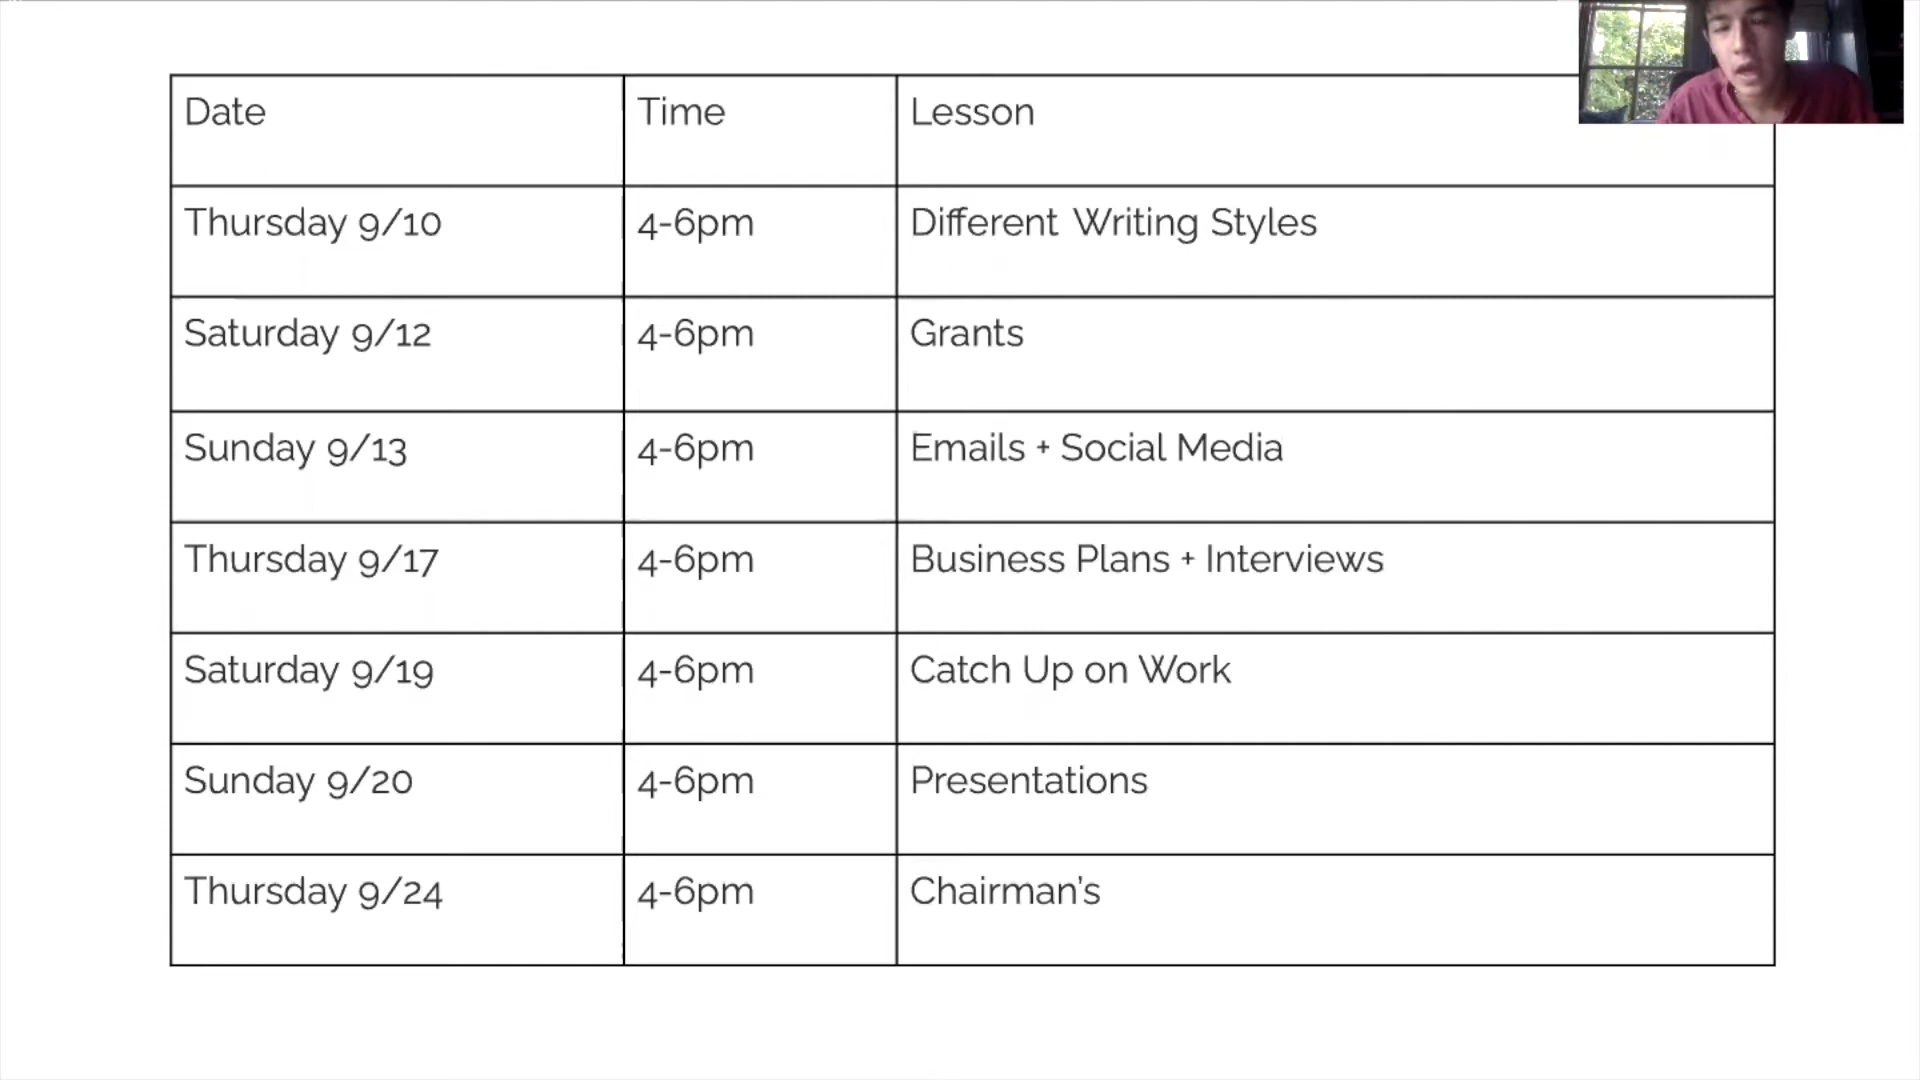 Date Time Lesson
Thursday 9/10 4-6pm Different Writing Styles
Saturday 9/12 4-6pm Grants
Sunday 9/13 4-6pm Emails + Social Media
Thursday 9/17 4-6pm Business Plans + Interviews
Saturday 9/19 4-6pm Catch Up on Work
Sunday 9/20 4-6pm Presentations
Thursday 9/24 4-6pm Chairman's